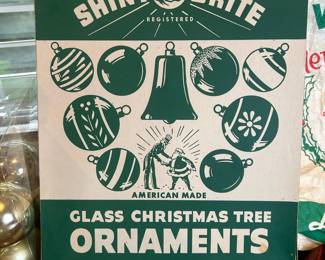 SHINY BRITE
REGISTERED
AMERICAN MADE
GLASS CHRISTMAS TREE
ORNAMENTS